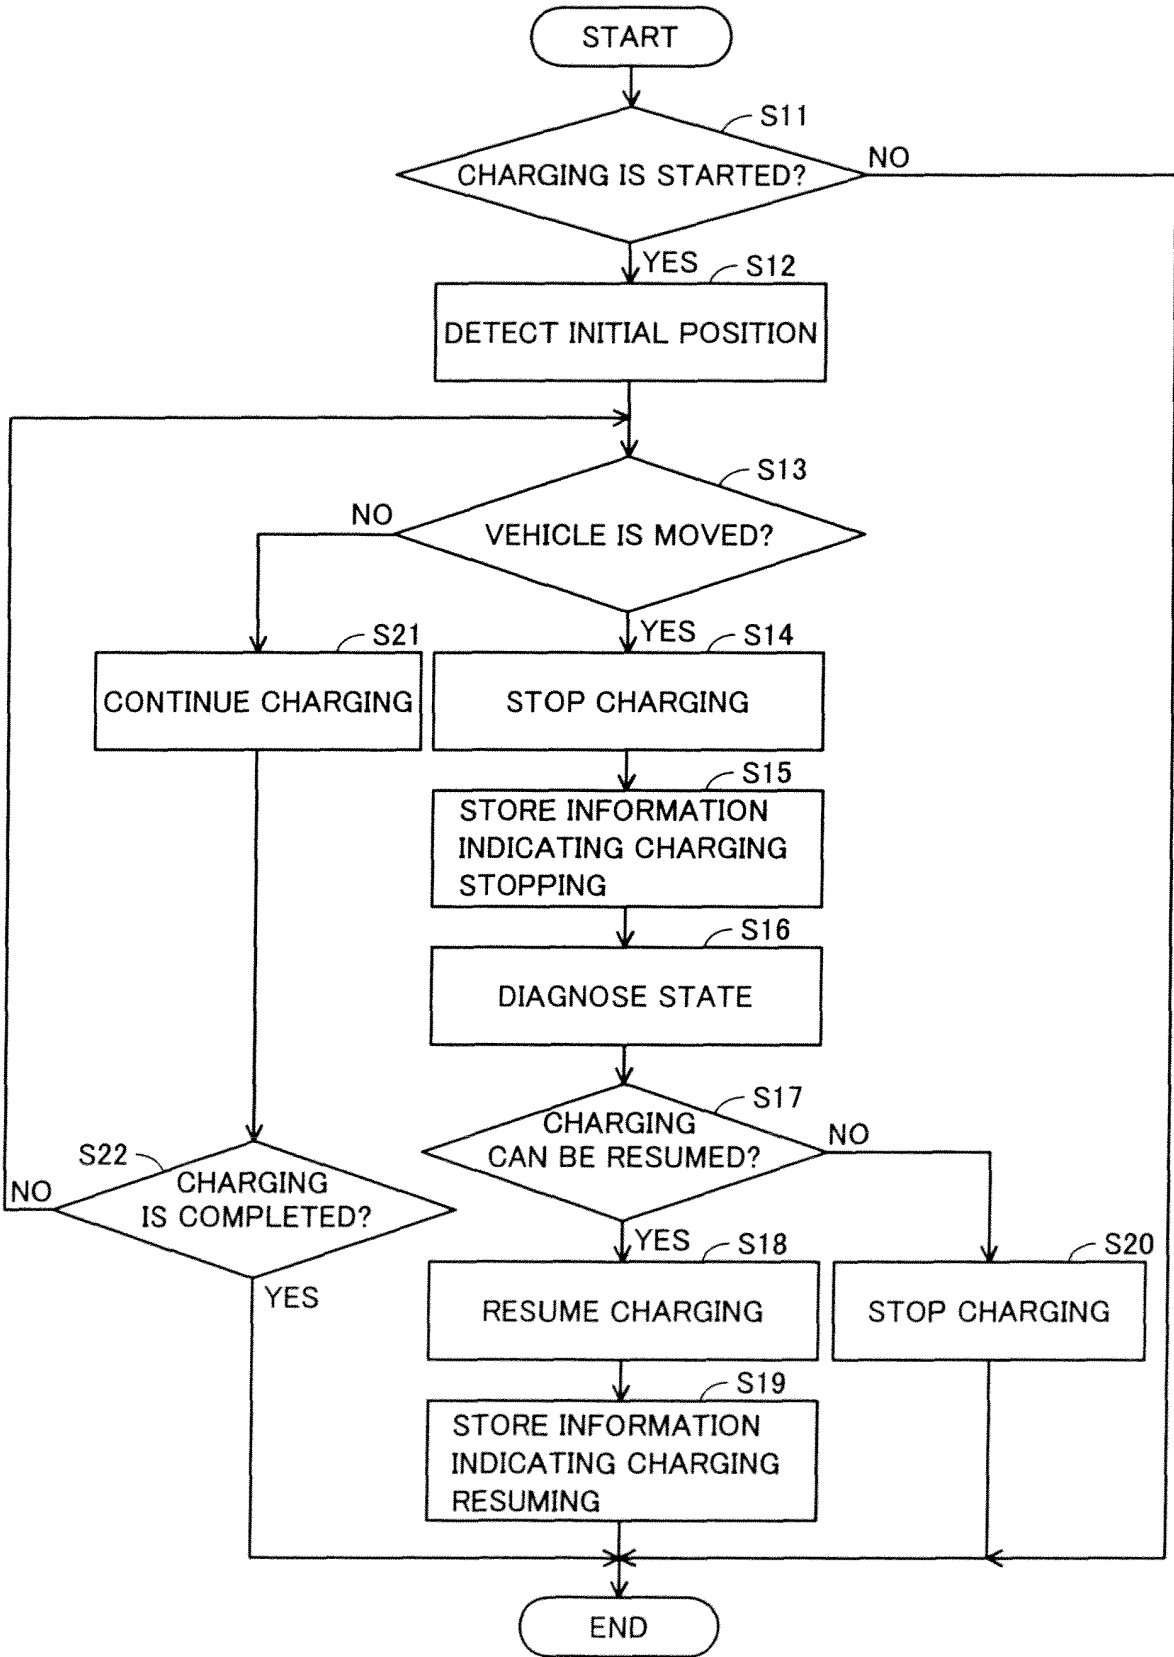 START
S11
CHARGING IS STARTED?
NO
YES
S12
DETECT INITIAL POSITION
S13
NO
VEHICLE IS MOVED?
YES
S14
S21
CONTINUE CHARGING
STOP CHARGING
S15
STORE INFORMATION
INDICATING CHARGING
STOPPING
S16
DIAGNOSE STATE
S17
CHARGING
CAN BE RESUMED?
NO
S22
NO
CHARGING
IS COMPLETED?
YES
YES
S18
S20
RESUME CHARGING
STOP CHARGING
S19
STORE INFORMATION
INDICATING CHARGING
RESUMING
END